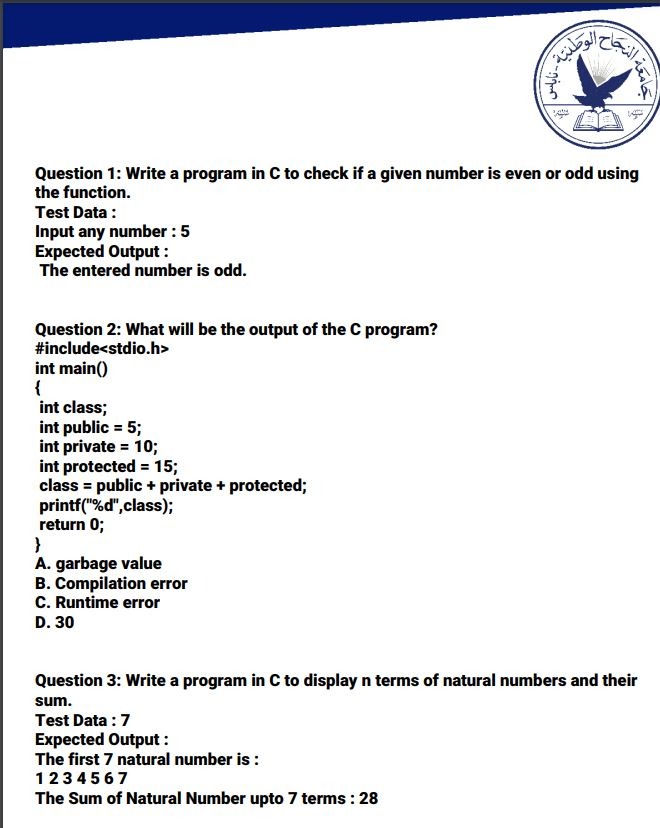 جامعة النجاح الوطنية - نابلس
Question 1: Write a program in C to check if a given number is even or odd using
the function.
Test Data :
Input any number : 5
Expected Output :
The entered number is odd.
Question 2: What will be the output of the C program?
#include<stdio.h>
int main()
{
int class;
int public = 5;
int private = 10;
int protected = 15;
class = public + private + protected;
printf("%d",class);
return 0;
}
A. garbage value
B. Compilation error
C. Runtime error
D. 30
Question 3: Write a program in C to display n terms of natural numbers and their
sum.
Test Data : 7
Expected Output :
The first 7 natural number is :
1 2 3 4 5 6 7
The Sum of Natural Number upto 7 terms : 28